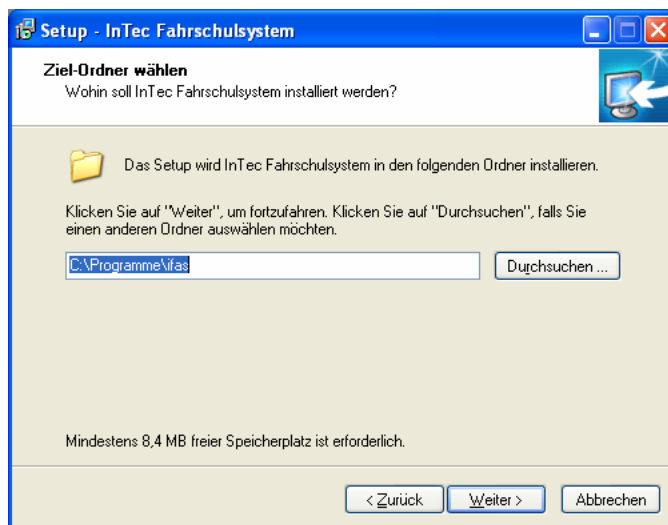 Setup - InTec Fahrschulsystem
Ziel-Ordner wählen
Wohin soll InTec Fahrschulsystem installiert werden?
Das Setup wird InTec Fahrschulsystem in den folgenden Ordner installieren.
Klicken Sie auf "Weiter", um fortzufahren. Klicken Sie auf "Durchsuchen", falls Sie
einen anderen Ordner auswählen möchten.
C:\Programme\ifas
Durchsuchen ...
Mindestens 8,4 MB freier Speicherplatz ist erforderlich.
< Zurück
Weiter >
Abbrechen